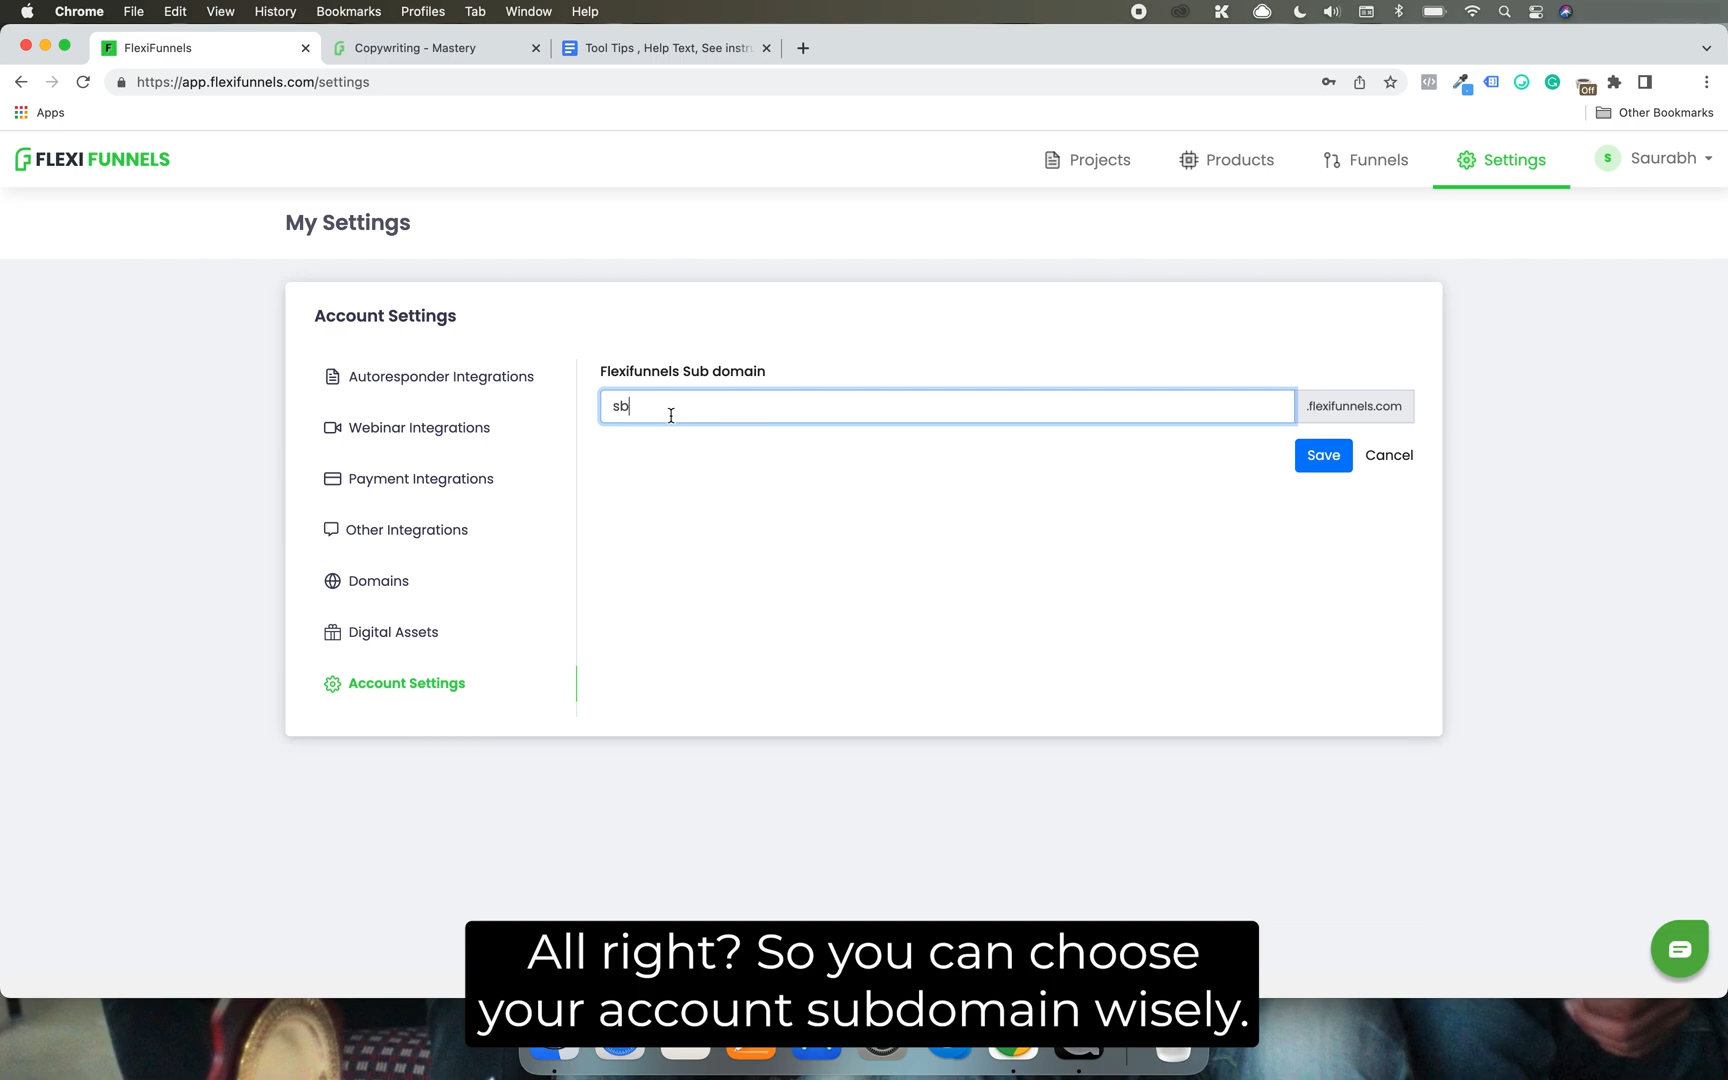 Chrome File Edit View History Bookmarks Profiles Tab Window Help
FlexiFunnels
Copywriting - Mastery
Tool Tips , Help Text, See instr
https://app.flexifunnels.com/settings
Off
Apps
Other Bookmarks
FLEXI FUNNELS
Projects
Products
Funnels
Settings
S
Saurabh
My Settings
Account Settings
Autoresponder Integrations
Webinar Integrations
Payment Integrations
Other Integrations
Domains
Digital Assets
Account Settings
Flexifunnels Sub domain
sb
.flexifunnels.com
Save
Cancel
All right? So you can choose
your account subdomain wisely.